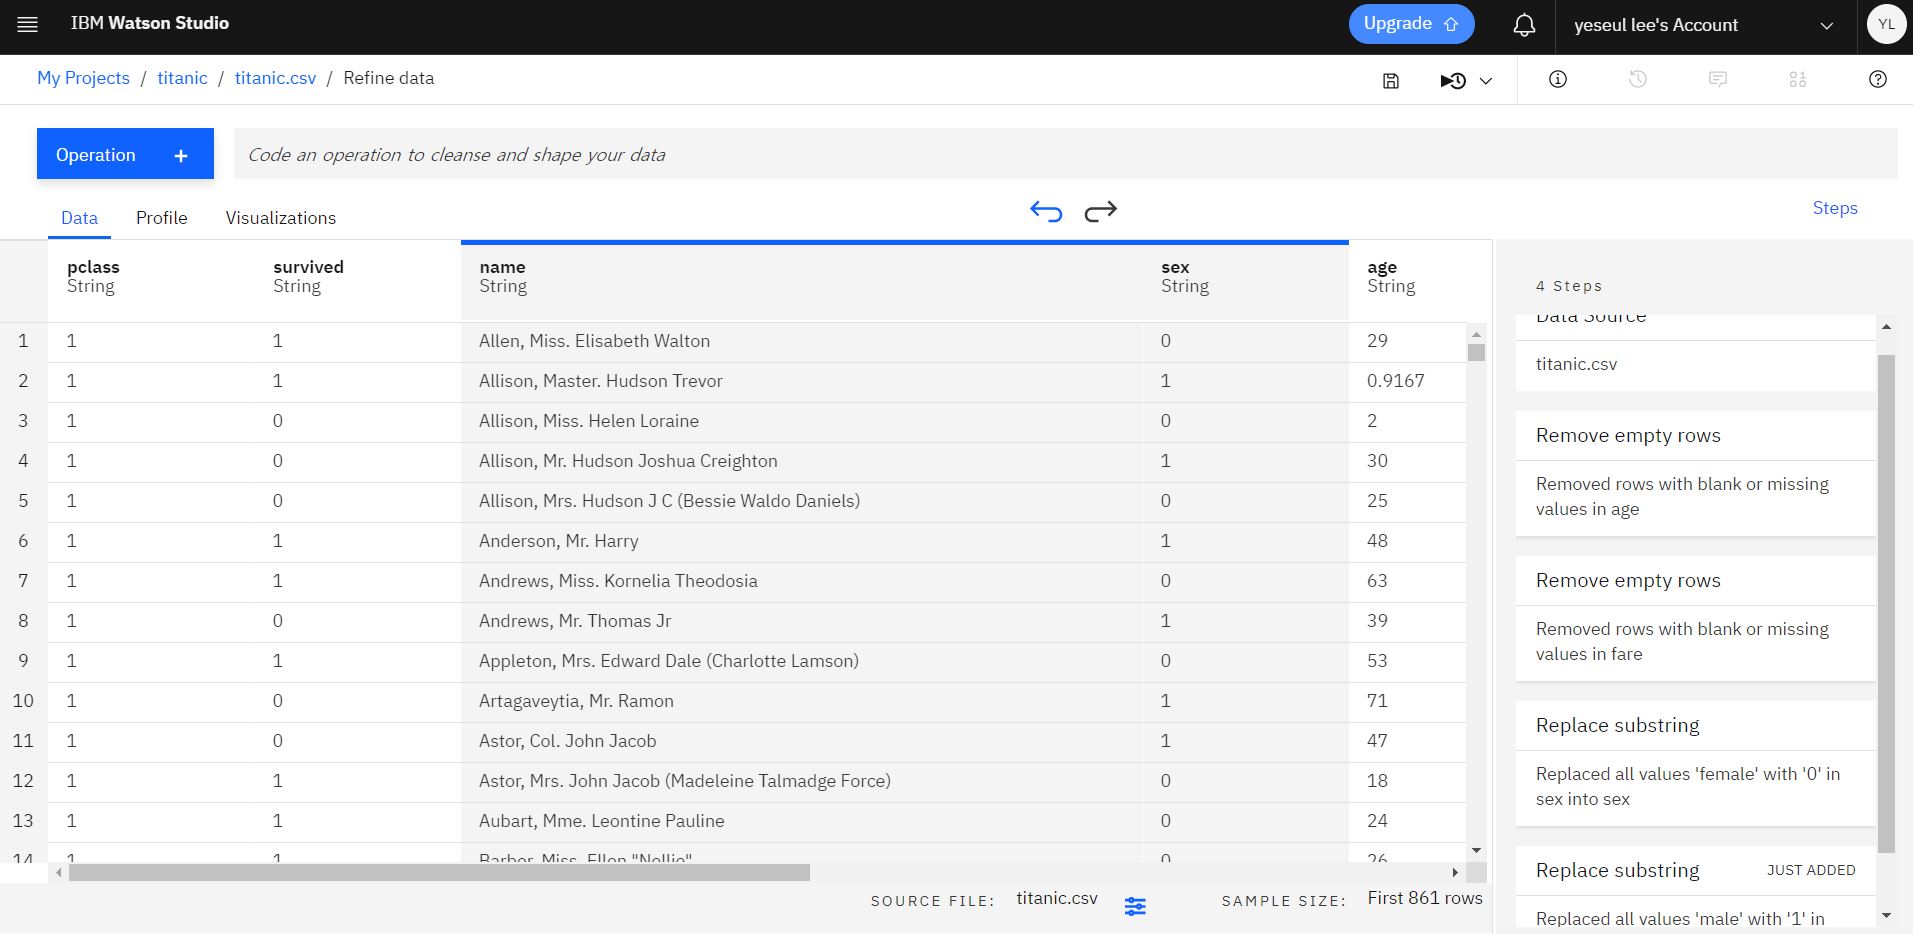 IBM Watson Studio
Upgrade
yeseul lee's Account
YL
My Projects / titanic / titanic.csv / Refine data
Operation +
Code an operation to cleanse and shape your data
Data Profile Visualizations
Steps
pclass survived name sex age
String String String String String
1 1 1 Allen, Miss. Elisabeth Walton 0 29
2 1 1 Allison, Master. Hudson Trevor 1 0.9167
3 1 0 Allison, Miss. Helen Loraine 0 2
4 1 0 Allison, Mr. Hudson Joshua Creighton 1 30
5 1 0 Allison, Mrs. Hudson J C (Bessie Waldo Daniels) 0 25
6 1 1 Anderson, Mr. Harry 1 48
7 1 1 Andrews, Miss. Kornelia Theodosia 0 63
8 1 0 Andrews, Mr. Thomas Jr 1 39
9 1 1 Appleton, Mrs. Edward Dale (Charlotte Lamson) 0 53
10 1 0 Artagaveytia, Mr. Ramon 1 71
11 1 0 Astor, Col. John Jacob 1 47
12 1 1 Astor, Mrs. John Jacob (Madeleine Talmadge Force) 0 18
13 1 1 Aubart, Mme. Leontine Pauline 0 24
14 1 1 Barber, Miss. Ellen "Nellie" 0 26
SOURCE FILE: titanic.csv
SAMPLE SIZE: First 861 rows
4 Steps
Data Source
titanic.csv
Remove empty rows
Removed rows with blank or missing
values in age
Remove empty rows
Removed rows with blank or missing
values in fare
Replace substring
Replaced all values 'female' with '0' in
sex into sex
Replace substring JUST ADDED
Replaced all values 'male' with '1' in